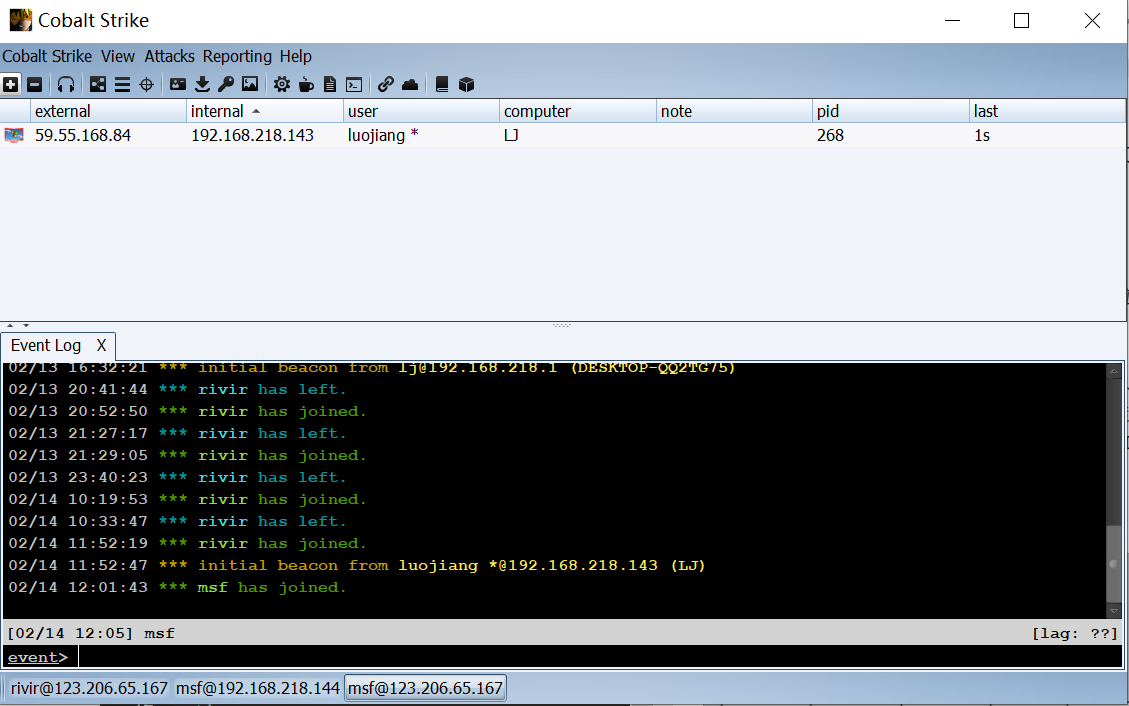 Cobalt Strike
Cobalt Strike View Attacks Reporting Help
external internal user computer note pid last
59.55.168.84 192.168.218.143 luojiang * LJ 268 1s
Event Log X
02/13 16:32:21 *** initial beacon from lj@192.168.218.1 (DESKTOP-QQ2TG75)
02/13 20:41:44 *** rivir has left.
02/13 20:52:50 *** rivir has joined.
02/13 21:27:17 *** rivir has left.
02/13 21:29:05 *** rivir has joined.
02/13 23:40:23 *** rivir has left.
02/14 10:19:53 *** rivir has joined.
02/14 10:33:47 *** rivir has left.
02/14 11:52:19 *** rivir has joined.
02/14 11:52:47 *** initial beacon from luojiang *@192.168.218.143 (LJ)
02/14 12:01:43 *** msf has joined.
[02/14 12:05] msf [lag: ??]
event>
rivir@123.206.65.167 msf@192.168.218.144 msf@123.206.65.167